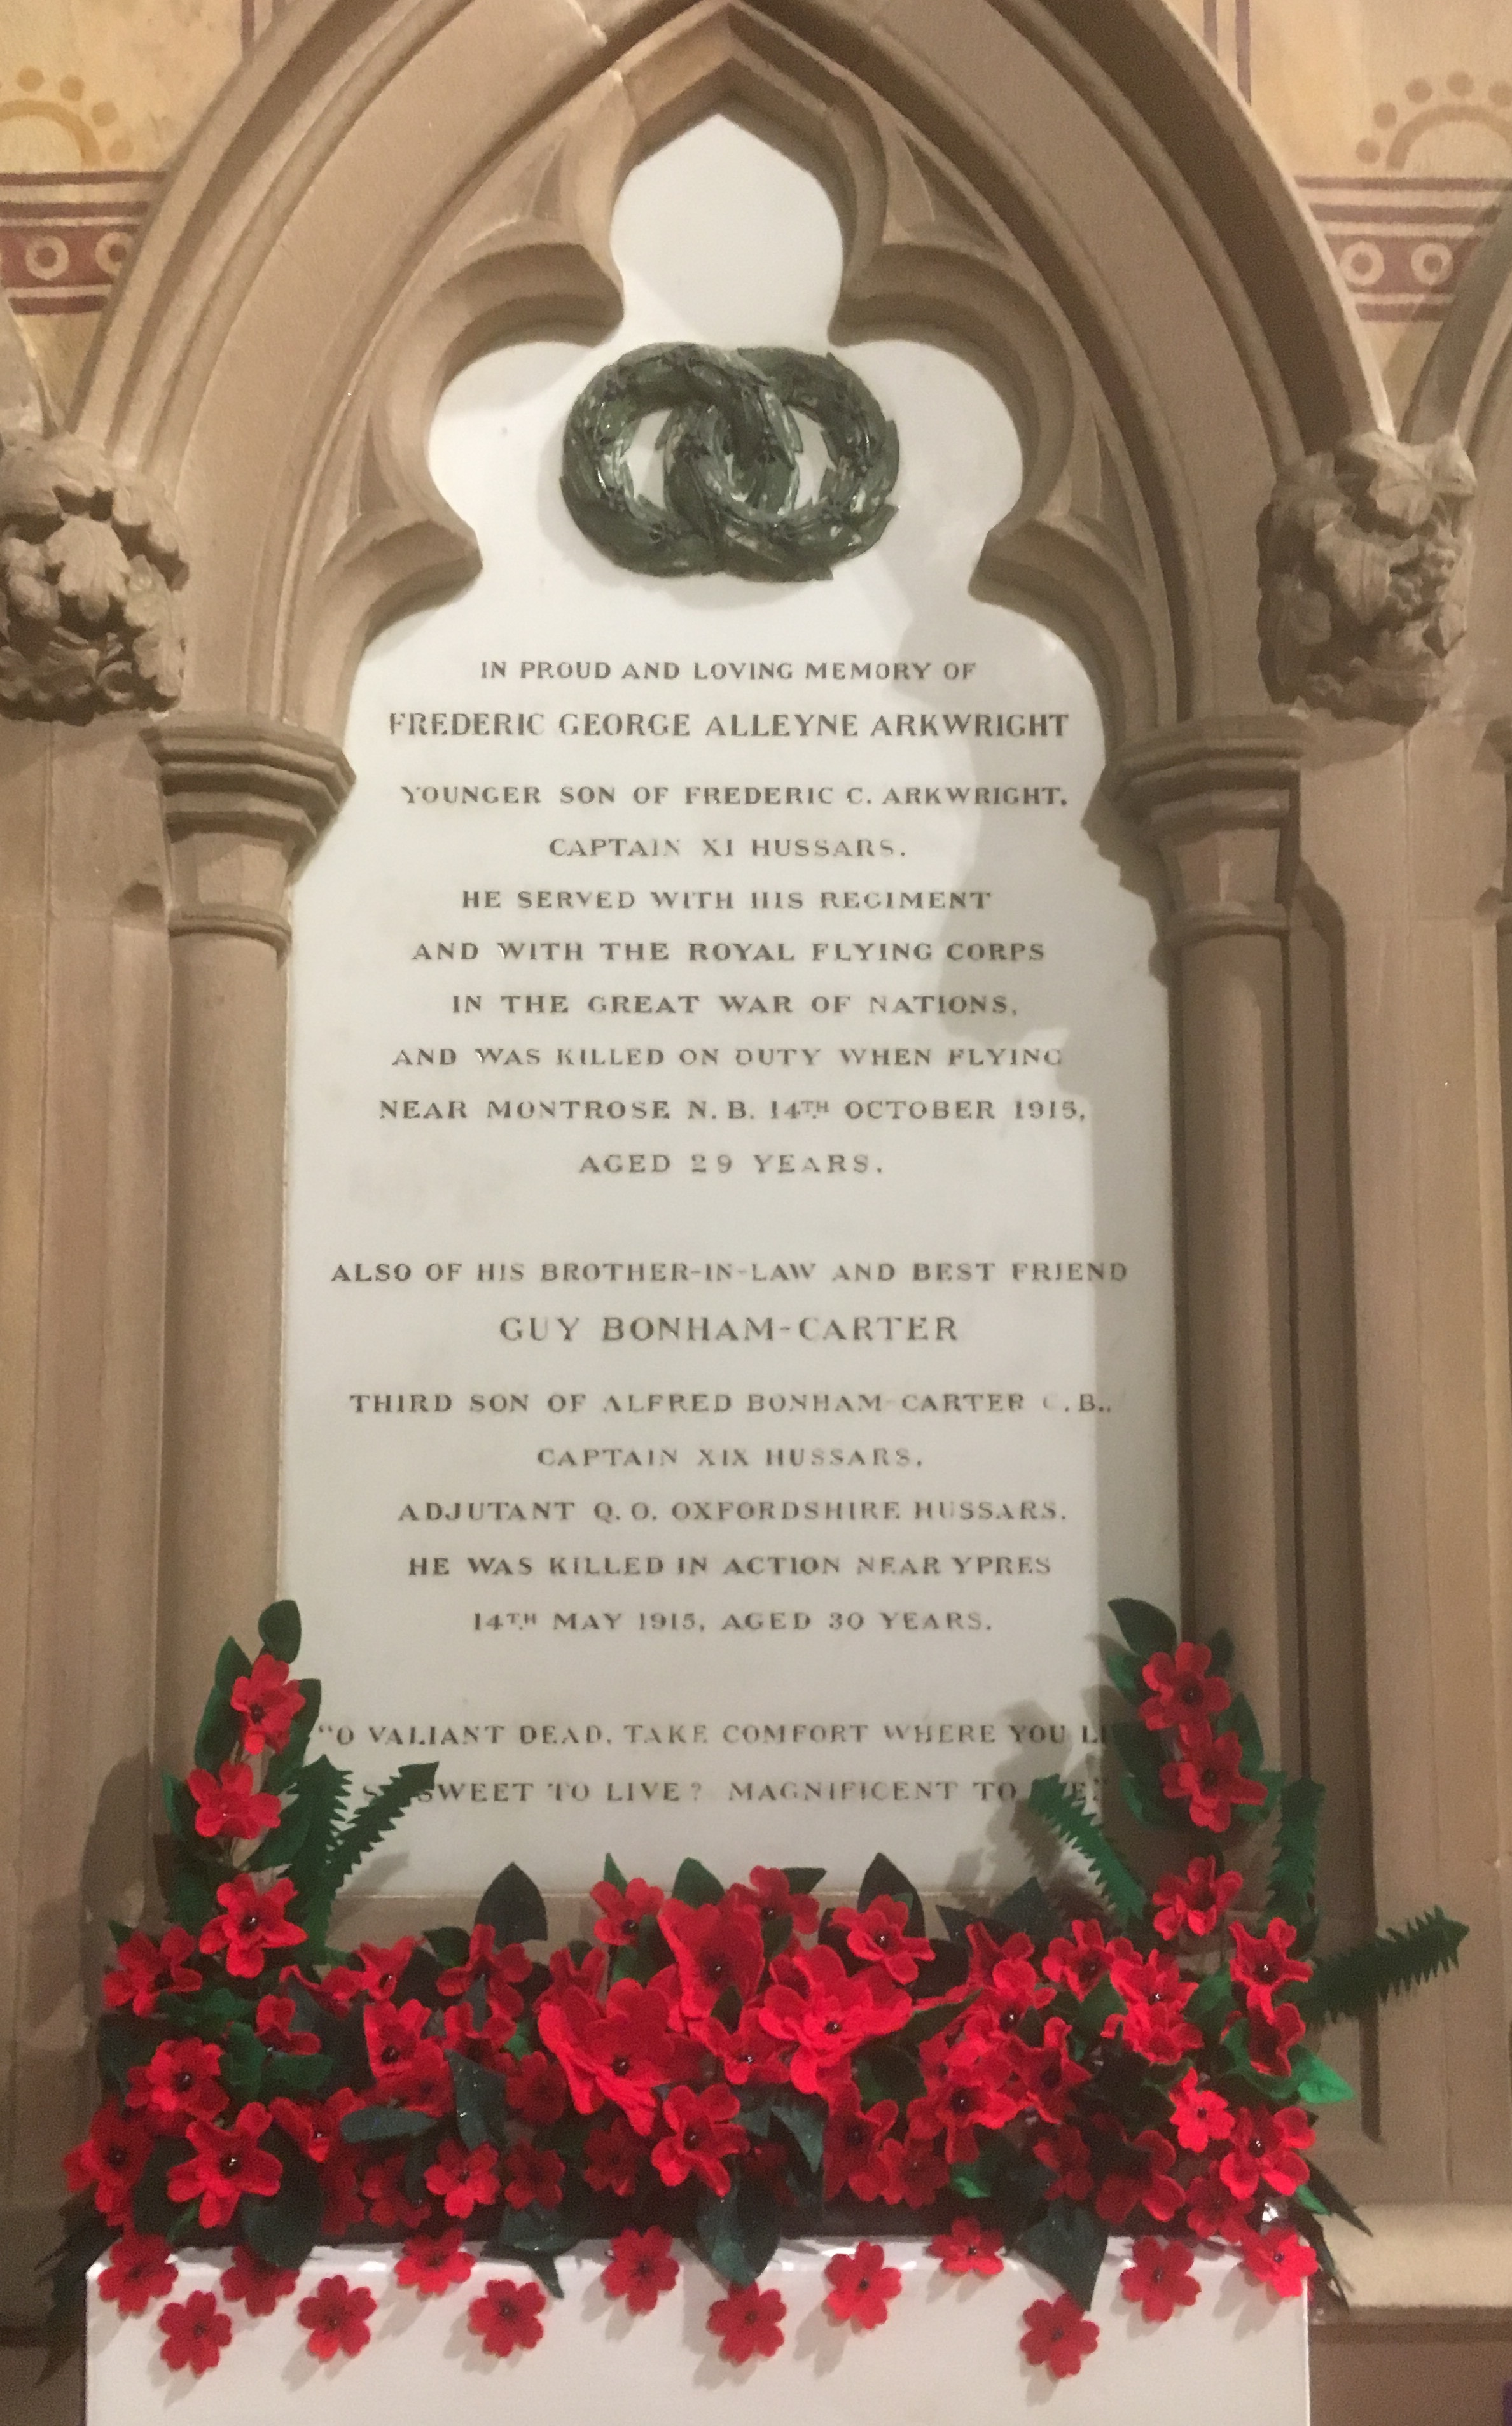 IN PROUD AND LOVING MEMORY OF
FREDERIC GEORGE ALLEYNE ARKWRIGHT
YOUNGER SON OF FREDERIC C. ARKWRIGHT,
CAPTAIN XI HUSSARS.
HE SERVED WITH HIS REGIMENT
AND WITH THE ROYAL FLYING CORPS
IN THE GREAT WAR OF NATIONS,
AND WAS KILLED ON DUTY WHEN FLYING
NEAR MONTROSE N.B. 14TH OCTOBER 1915,
AGED 29 YEARS.
ALSO OF HIS BROTHER-IN-LAW AND BEST FRIEND
GUY BONHAM-CARTER
THIRD SON OF ALFRED BONHAM CARTER C.B.,
CAPTAIN XIX HUSSARS,
ADJUTANT Q.O. OXFORDSHIRE HUSSARS.
HE WAS KILLED IN ACTION NEAR YPRES
14TH MAY 1915, AGED 30 YEARS.
"O VALIANT DEAD, TAKE COMFORT WHERE YOU
SWEET TO LIVE? MAGNIFICENT TO